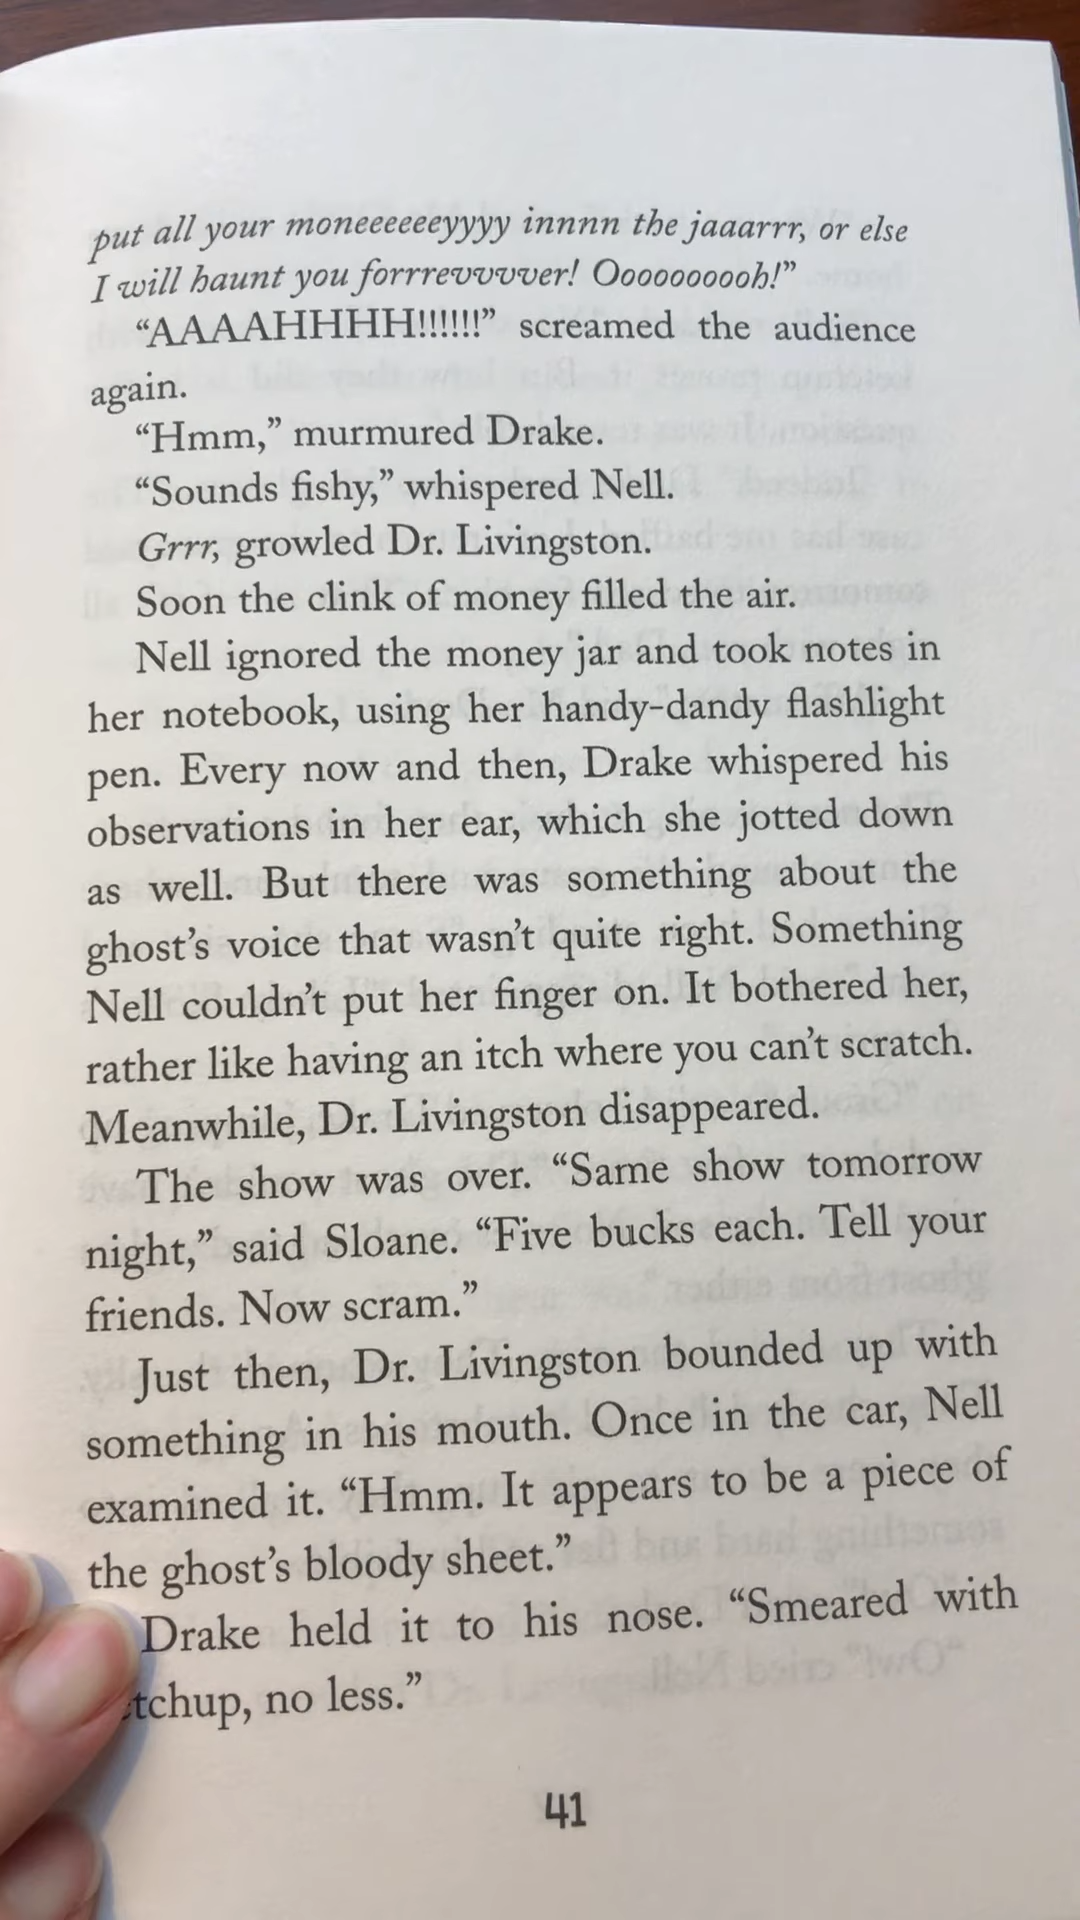 put all your moneeeeeeyyyy innnn the jaaarrr, or else
I will haunt you forrrevvvver! Oooooooooh!”
“AAAAHHHH!!!!!!” screamed the audience
again.
“Hmm,” murmured Drake.
“Sounds fishy,” whispered Nell.
Grrr, growled Dr. Livingston.
Soon the clink of money filled the air.
Nell ignored the money jar and took notes in
her notebook, using her handy-dandy flashlight
pen. Every now and then, Drake whispered his
observations in her ear, which she jotted down
as well. But there was something about the
ghost’s voice that wasn’t quite right. Something
Nell couldn’t put her finger on. It bothered her,
rather like having an itch where you can’t scratch.
Meanwhile, Dr. Livingston disappeared.
The show was over. “Same show tomorrow
night,” said Sloane. “Five bucks each. Tell your
friends. Now scram.”
Just then, Dr. Livingston bounded up with
something in his mouth. Once in the car, Nell
examined it. “Hmm. It appears to be a piece of
the ghost’s bloody sheet.”
Drake held it to his nose. “Smeared with
tchup, no less.”
41